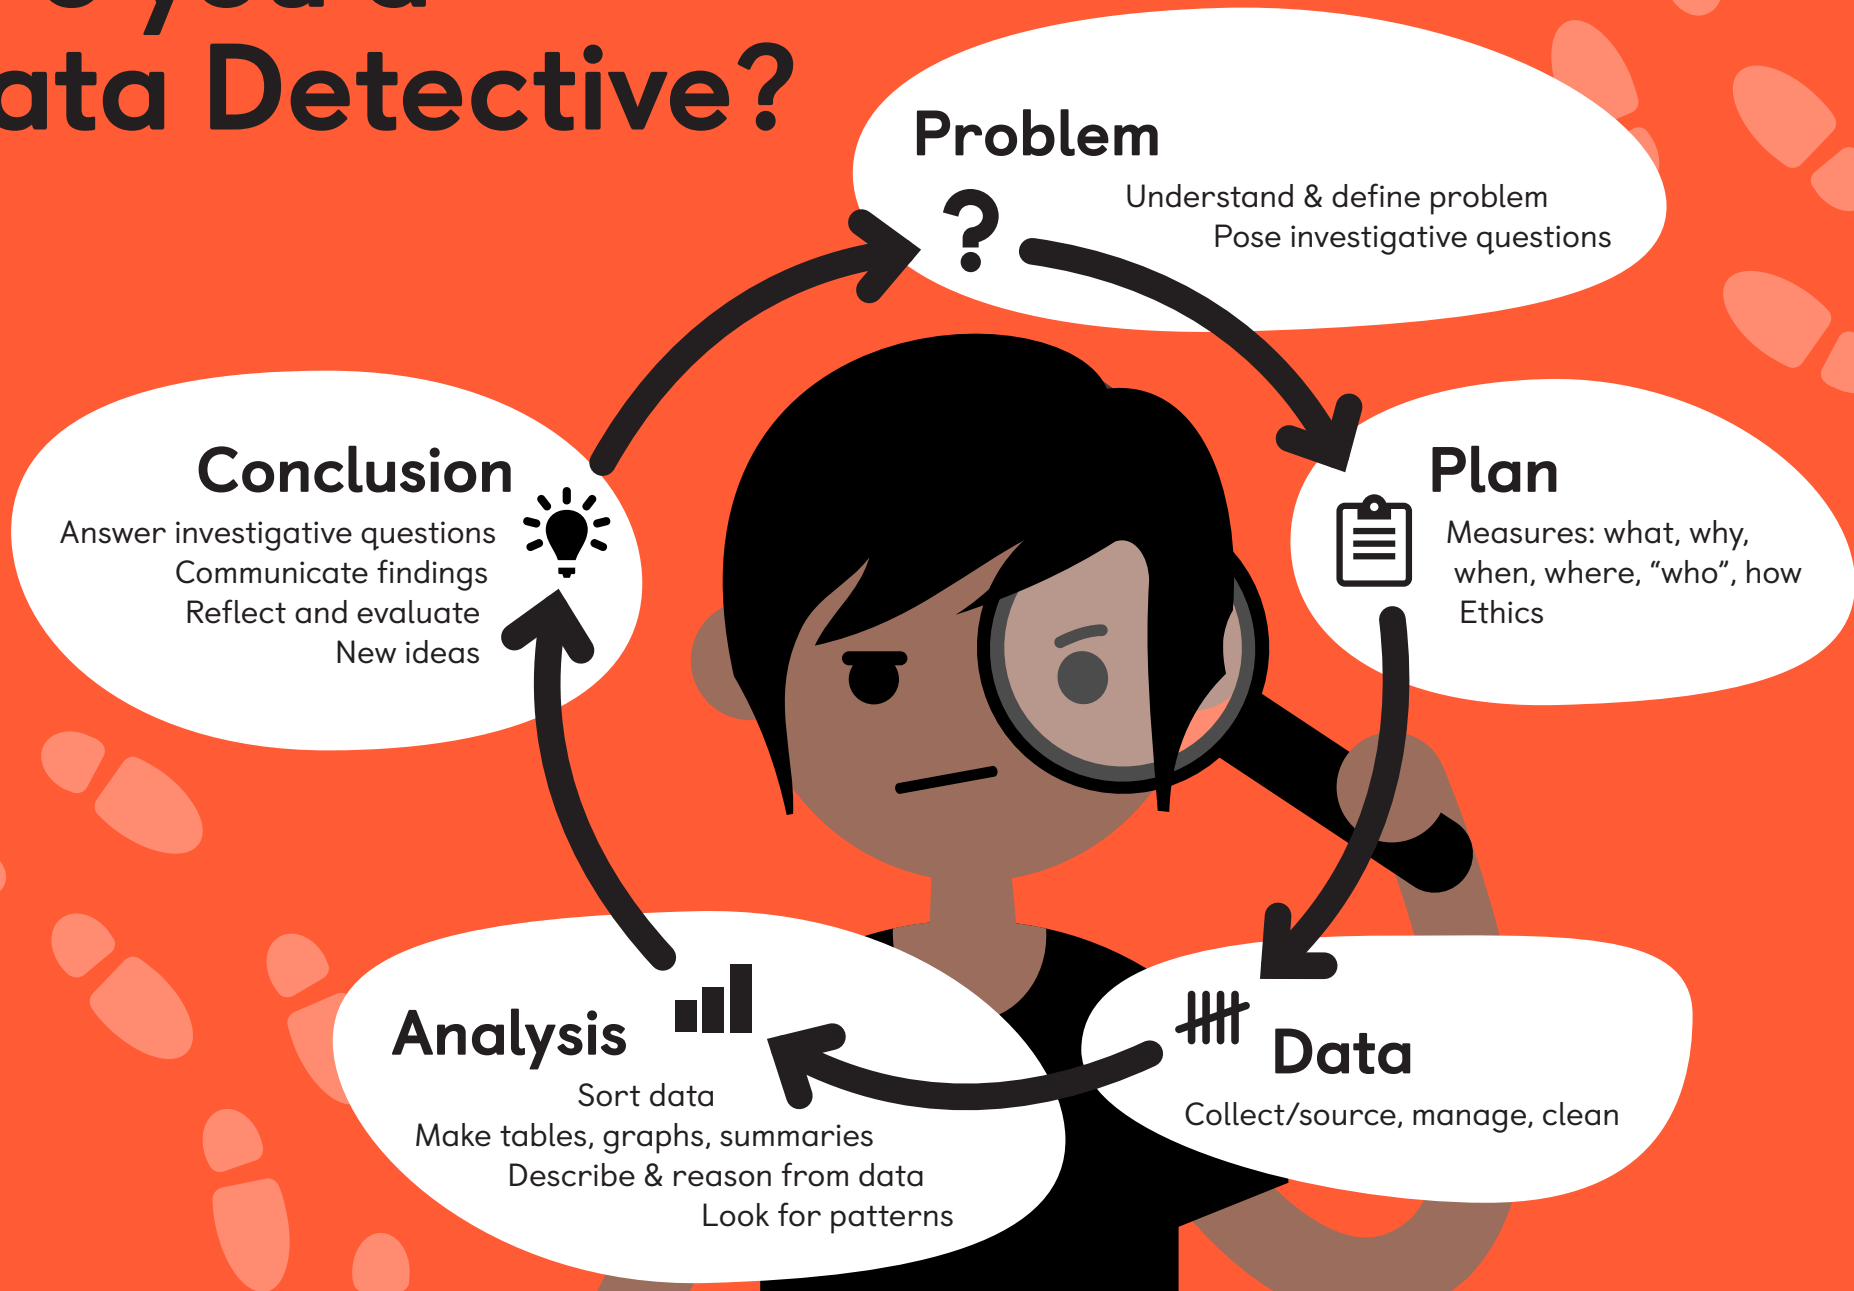 you a
ata Detective?
Problem
Understand & define problem
Pose investigative questions
Plan
Measures: what, why,
when, where, “who”, how
Ethics
Data
Collect/source, manage, clean
Analysis
Sort data
Make tables, graphs, summaries
Describe & reason from data
Look for patterns
Conclusion
Answer investigative questions
Communicate findings
Reflect and evaluate
New ideas